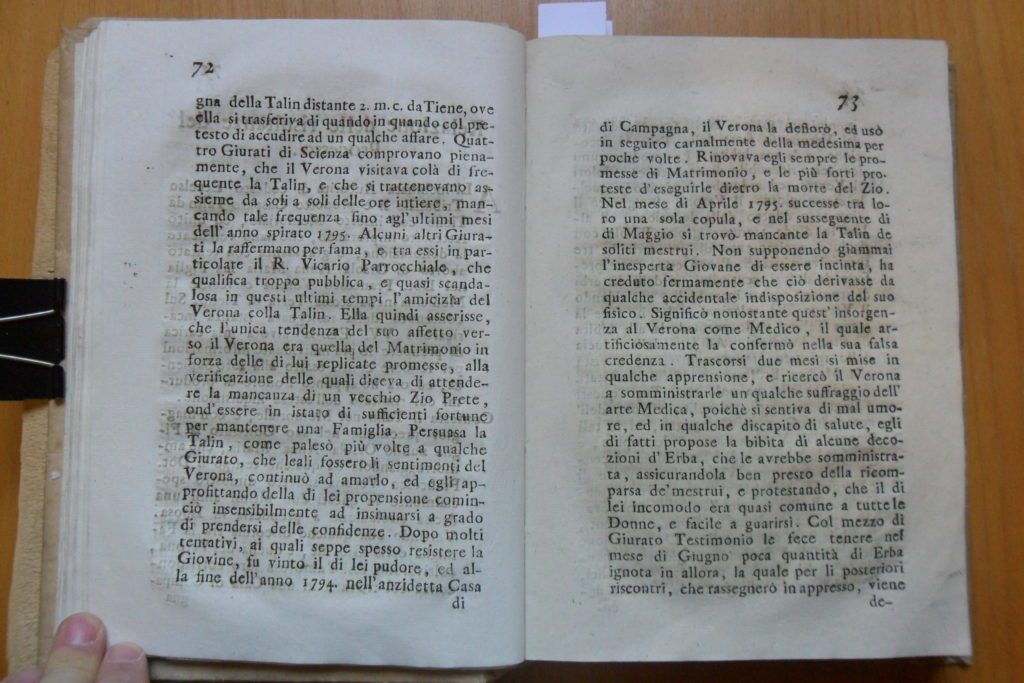 72
gna della Talin distante 2. m. c. da Tiene, ove
ella si trasferiva di quando in quando col pre-
testo di accudire ad un qualche affare. Quat-
tro Giurati di Scienza comprovano piena-
mente, che il Verona visitava colà di fre-
quente la Talin, e che si trattenevano as-
sieme da soli a soli delle ore intiere, man-
cando tale frequenza fino agl'ultimi mesi
dell'anno spirato 1795. Alcuni altri Giura-
ti la raffermano per fama, e tra essi in par-
ticolare il R. Vicario Parrocchiale, che
qualifica troppo pubblica, e quasi scanda-
losa in questi ultimi tempi l'amicizia del
Verona colla Talin. Ella quindi asserisse,
che l'unica tendenza del suo affetto ver-
so il Verona era quella del Matrimonio in
forza delle di lui replicate promesse, alla
verificazione delle quali diceva di attende-
re la mancanza di un vecchio Zio Prete,
ond'essere in istato di sufficienti fortune
per mantenere una Famiglia. Persuasa la
Talin, come palesò più volte a qualche
Giurato, che leali fossero li sentimenti del
Verona, continuò ad amarlo, ed egli ap-
profittando della di lei propensione comin-
ciò insensibilmente ad insinuarsi a grado
di prendersi delle confidenze. Dopo molti
tentativi, ai quali seppe spesso resistere la
Giovine, fu vinto il di lei pudore, ed al-
la fine dell'anno 1794. nell'anzidetta Casa
di
73
di Campagna, il Verona la deflorò, ed usò
in seguito carnalmente della medesima per
poche volte. Rinovava egli sempre le pro-
messe di Matrimonio, e le più forti pro-
teste d'eseguirle dietro la morte del Zio.
Nel mese di Aprile 1795. successe tra lo-
ro una sola copula, e nel susseguente di
di Maggio si trovò mancante la Talin de
soliti mestrui. Non supponendo giammai
l'inesperta Giovane di essere incinta, ha
creduto fermamente che ciò derivasse da
qualche accidentale indisposizione del suo
fisico. Significò nonostante quest'insorgen-
za al Verona come Medico, il quale ar-
tificiosamente la confermò nella sua falsa
credenza. Trascorsi due mesi si mise in
qualche apprensione, e ricercò il Verona
a somministrarle un qualche suffraggio dell'
arte Medica, poichè si sentiva di mal umo-
re, ed in qualche discapito di salute, egli
di fatti propose la bibita di alcune deco-
zioni d'Erba, che le avrebbe somministra-
ta, assicurandola ben presto della ricom-
parsa de'mestrui, e protestando, che il di
lei incomodo era quasi comune a tutte le
Donne, e facile a guarirsi. Col mezzo di
Giurato Testimonio le fece tenere nel
mese di Giugno poca quantità di Erba
ignota in allora, la quale per li posteriori
riscontri, che rassegnerò in appresso, viene
de-